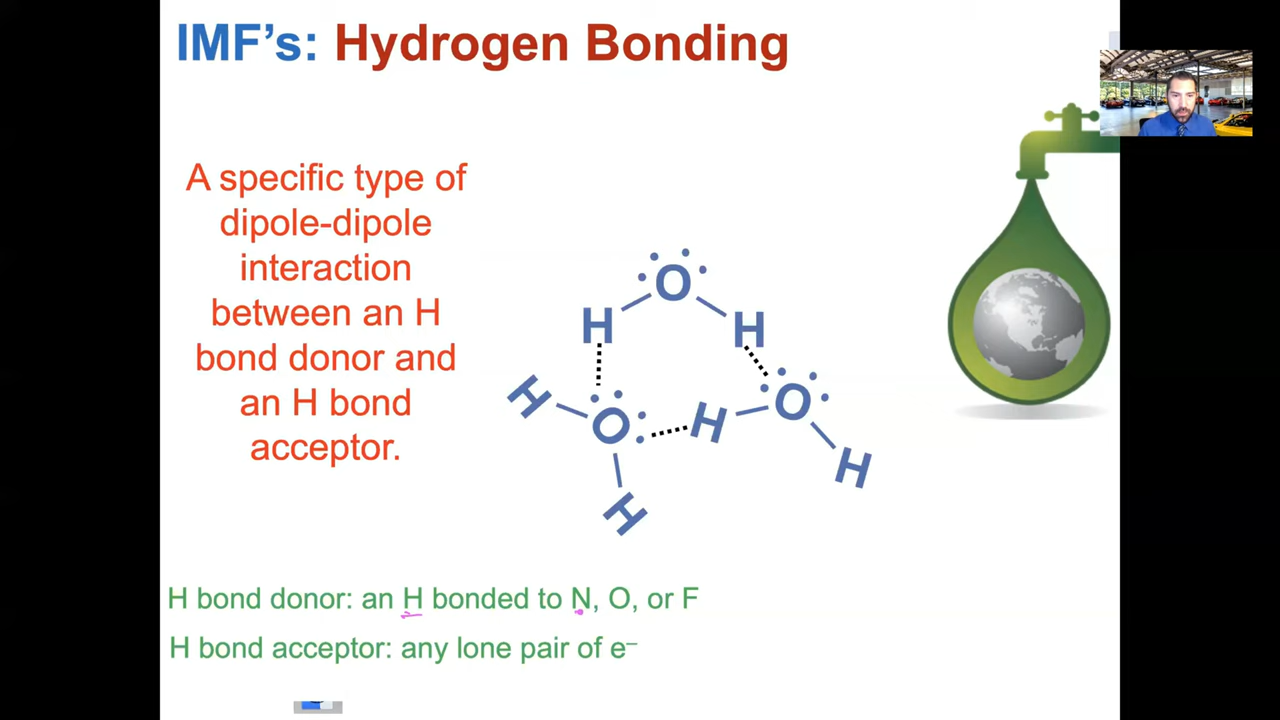 IMF’s: Hydrogen Bonding
A specific type of
dipole-dipole
interaction
between an H
bond donor and
an H bond
acceptor.
O
H H
H O H O
H
H
H bond donor: an H bonded to N, O, or F
H bond acceptor: any lone pair of e–